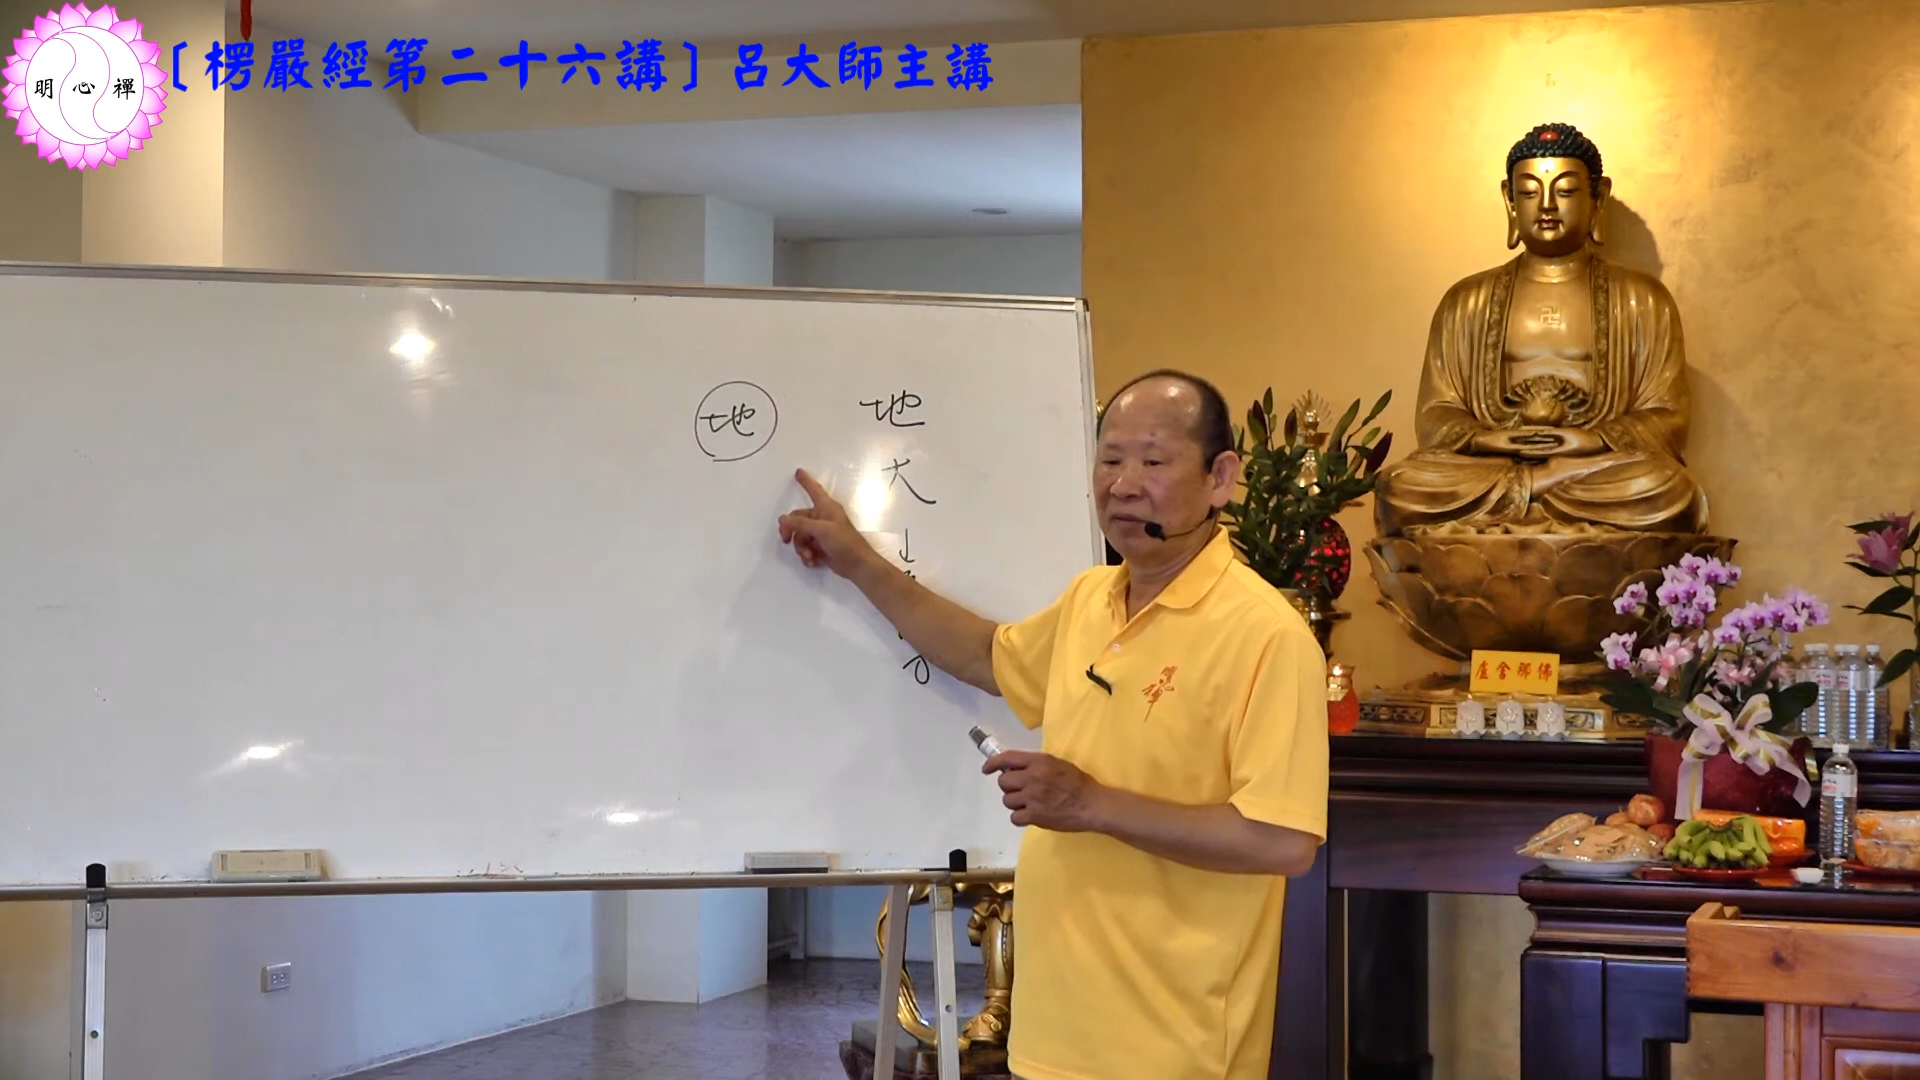 〔楞嚴經第二十六講〕呂大師主講
明心禪
地
地大
盧舍那佛